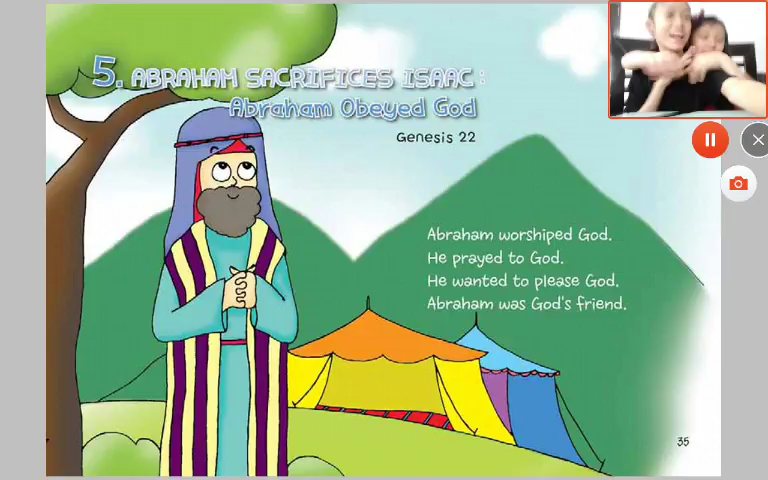 5. ABRAHAM SACRIFICES ISAAC:
Abraham Obeyed God
Genesis 22
Abraham worshiped God.
He prayed to God.
He wanted to please God.
Abraham was God's friend.
35